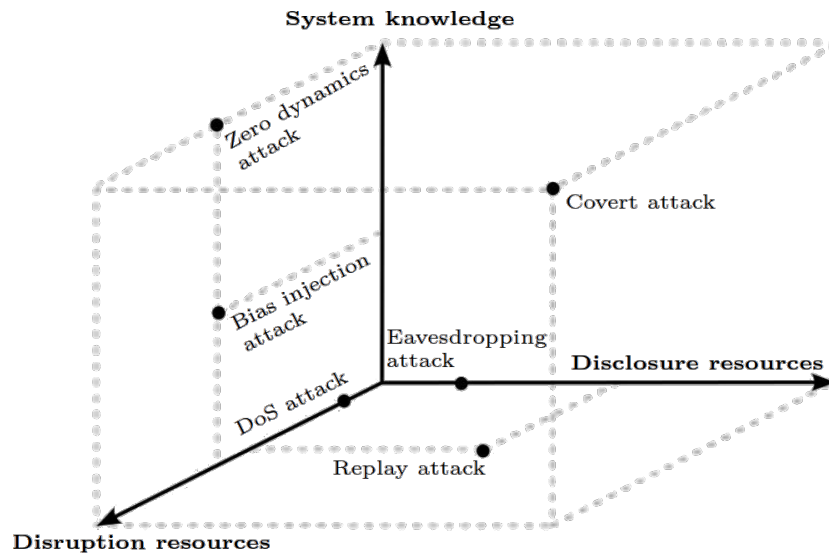 System knowledge
Zero dynamics
attack
Covert attack
Bias injection
attack
Eavesdropping
attack
Disclosure resources
DoS attack
Replay attack
Disruption resources